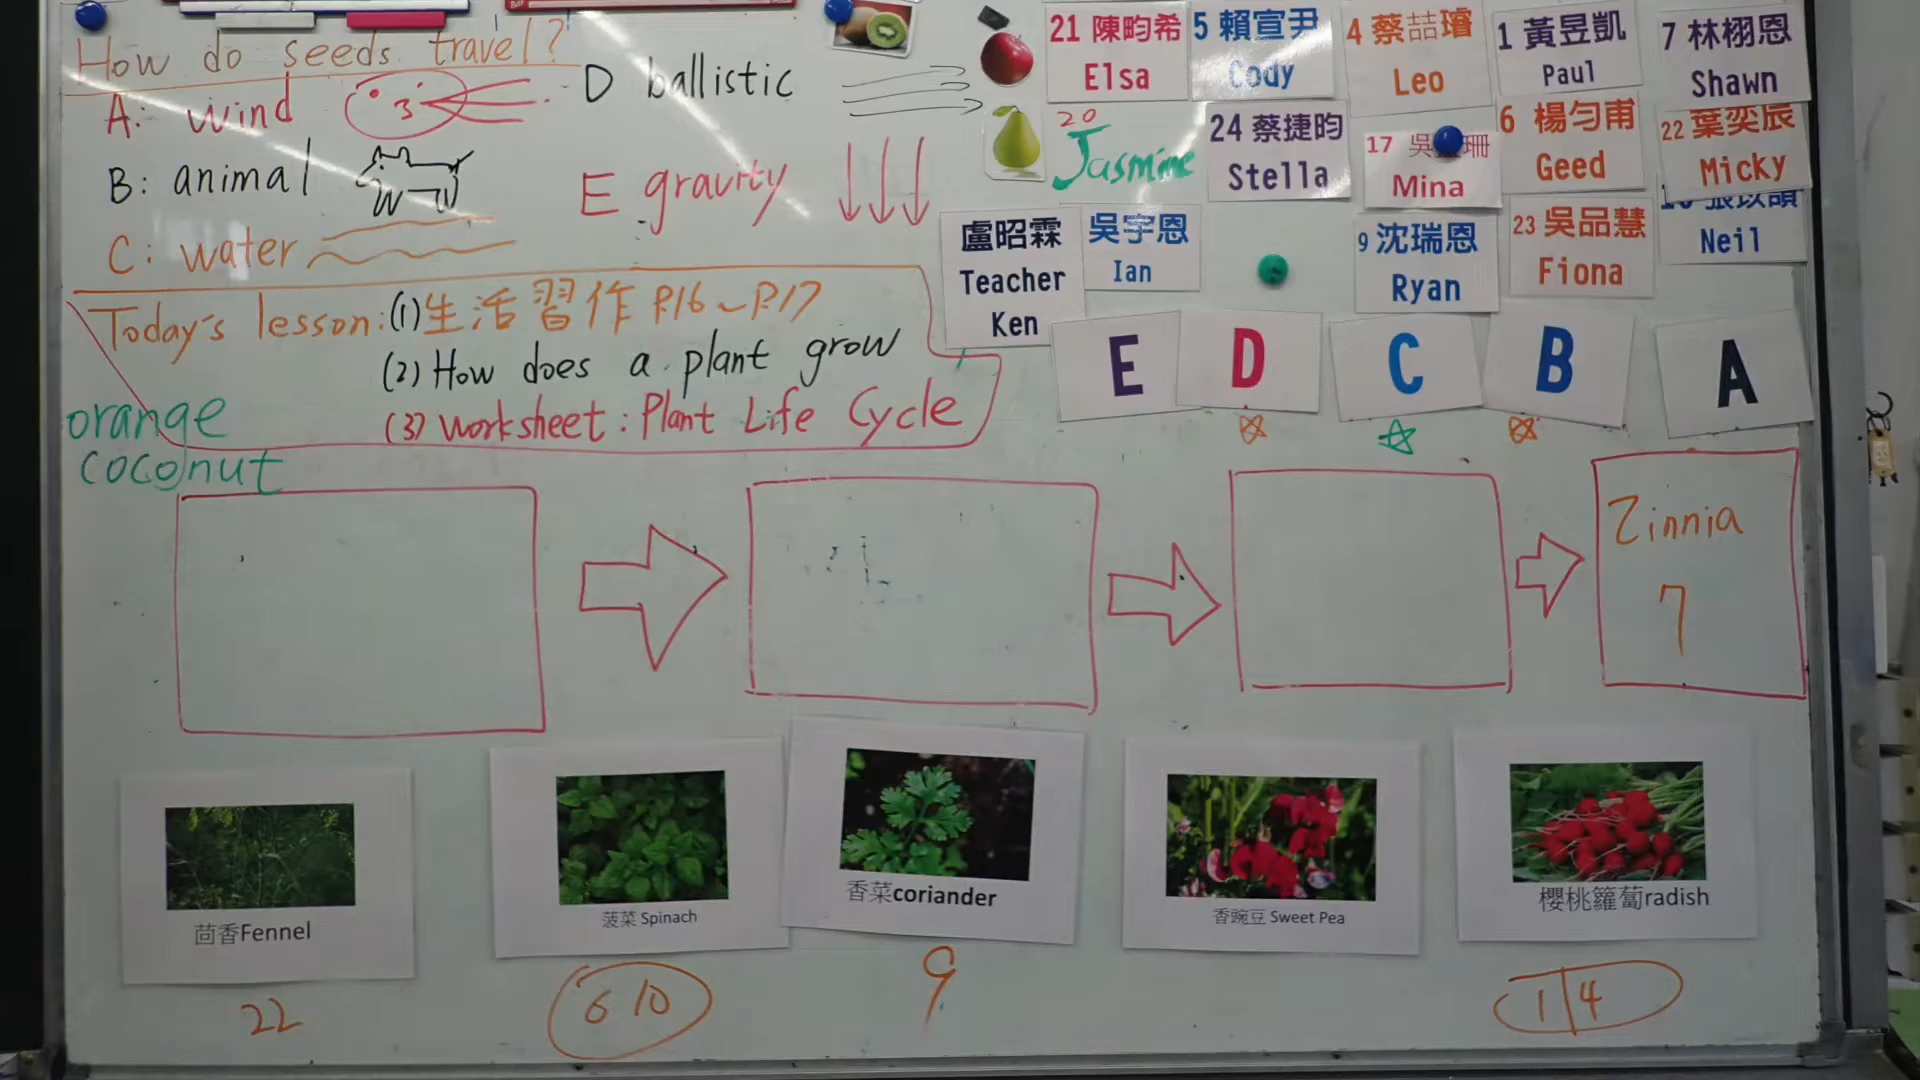 How do seeds travel?
A: wind
B: animal
C: water
D ballistic
E gravity
21 陳畇希
Elsa
5 賴宣尹
Cody
4 蔡喆璿
Leo
1 黃昱凱
Paul
7 林栩恩
Shawn
20
Jasmine
24 蔡捷昀
Stella
17 吳 珊
Mina
6 楊勻甫
Geed
22 葉奕辰
Micky
盧昭霖
Teacher
Ken
吳宇恩
Ian
9 沈瑞恩
Ryan
23 吳品慧
Fiona
Neil
E D C B A
Today's lesson: (1) 生活習作 P.16~P.17
(2) How does a plant grow
(3) Worksheet: Plant Life Cycle
orange
coconut
Zinnia
7
茴香Fennel
菠菜 Spinach
香菜coriander
香豌豆 Sweet Pea
櫻桃籮蔔radish
22
6 10
9
1 4